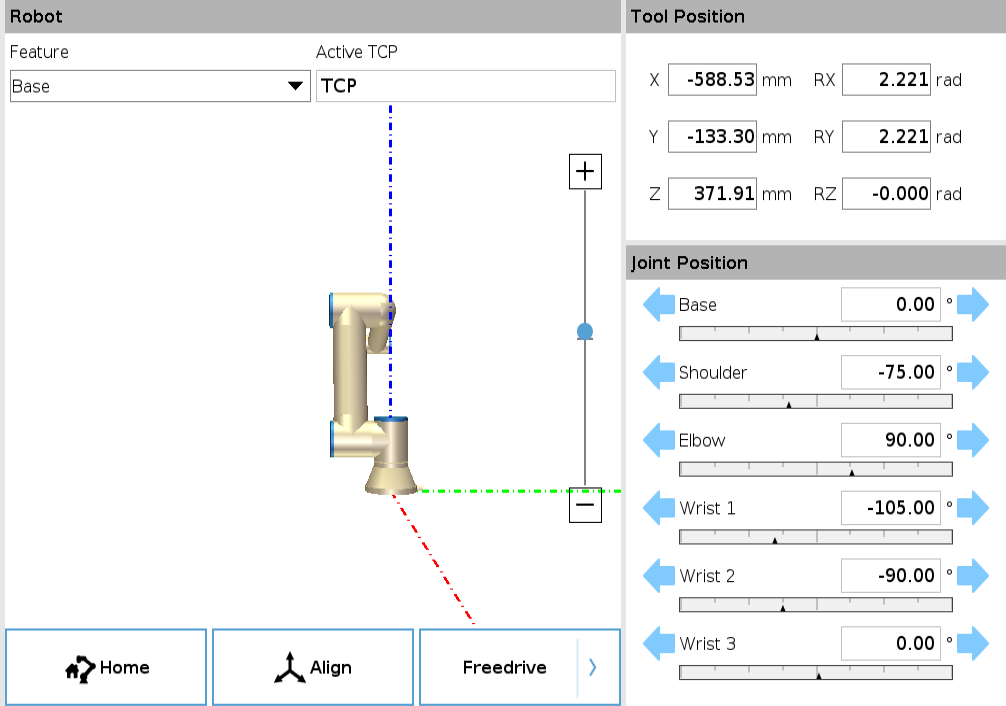 Robot
Feature
Active TCP
Base
TCP
+
−
Home
Align
Freedrive
Tool Position
X -588.53 mm RX 2.221 rad
Y -133.30 mm RY 2.221 rad
Z 371.91 mm RZ -0.000 rad
Joint Position
Base 0.00 °
Shoulder -75.00 °
Elbow 90.00 °
Wrist 1 -105.00 °
Wrist 2 -90.00 °
Wrist 3 0.00 °